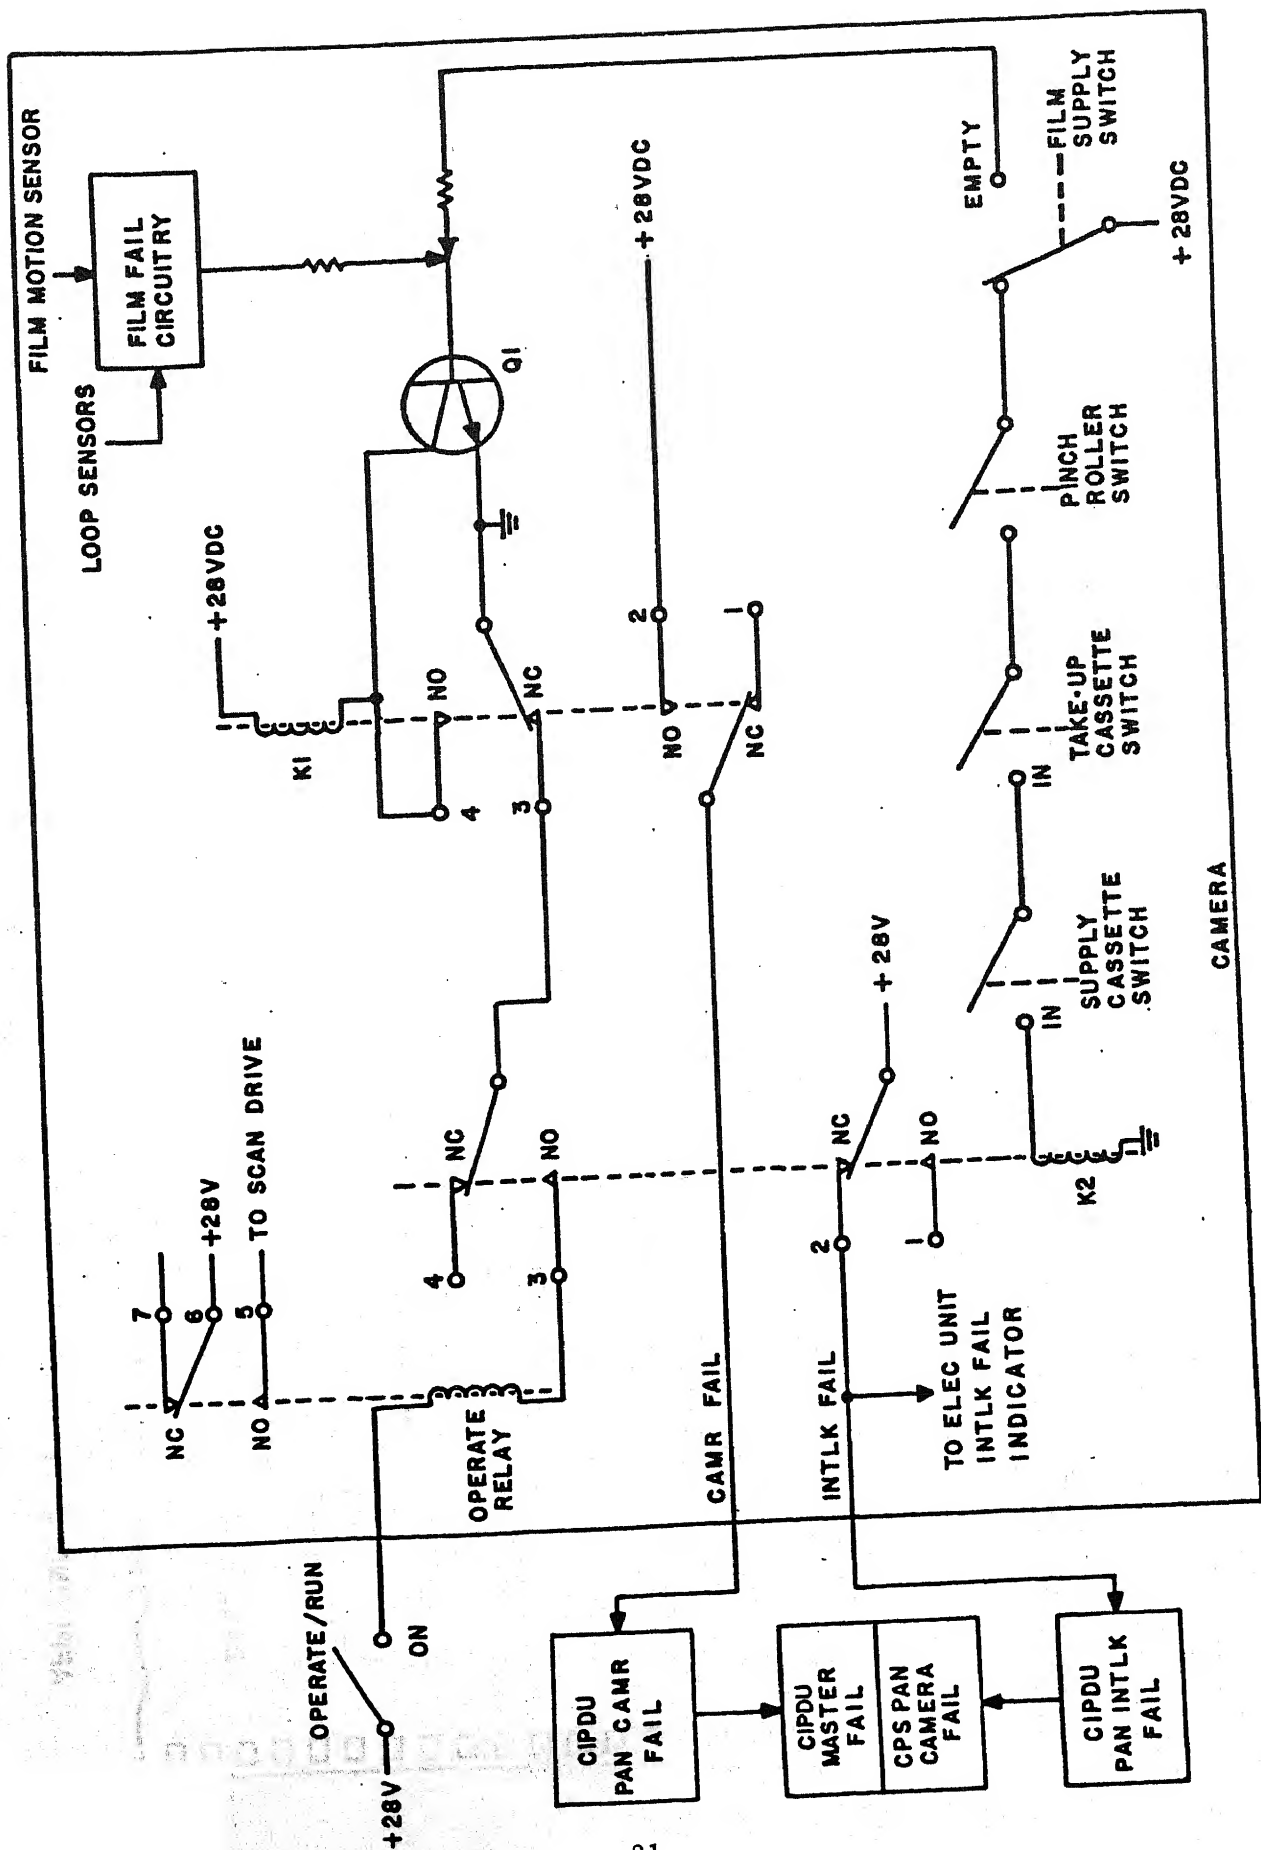 FILM MOTION SENSOR
LOOP SENSORS
FILM FAIL
CIRCUITRY
+28VDC
K1
NO
4
NC
3
Q1
+28VDC
2
NO
1
NC
EMPTY
FILM
SUPPLY
SWITCH
+28VDC
PINCH
ROLLER
SWITCH
TAKE-UP
CASSETTE
SWITCH
IN
SUPPLY
CASSETTE
SWITCH
IN
K2
CAMERA
7
+28V
6
TO SCAN DRIVE
5
NC
NO
NC
4
NO
3
OPERATE
RELAY
+28V
NC
2
NO
1
CAMR FAIL
INTLK FAIL
TO ELEC UNIT
INTLK FAIL
INDICATOR
OPERATE/RUN
ON
+28V
CIPDU
PAN CAMR
FAIL
CIPDU
MASTER
FAIL
CPS PAN
CAMERA
FAIL
CIPDU
PAN INTLK
FAIL